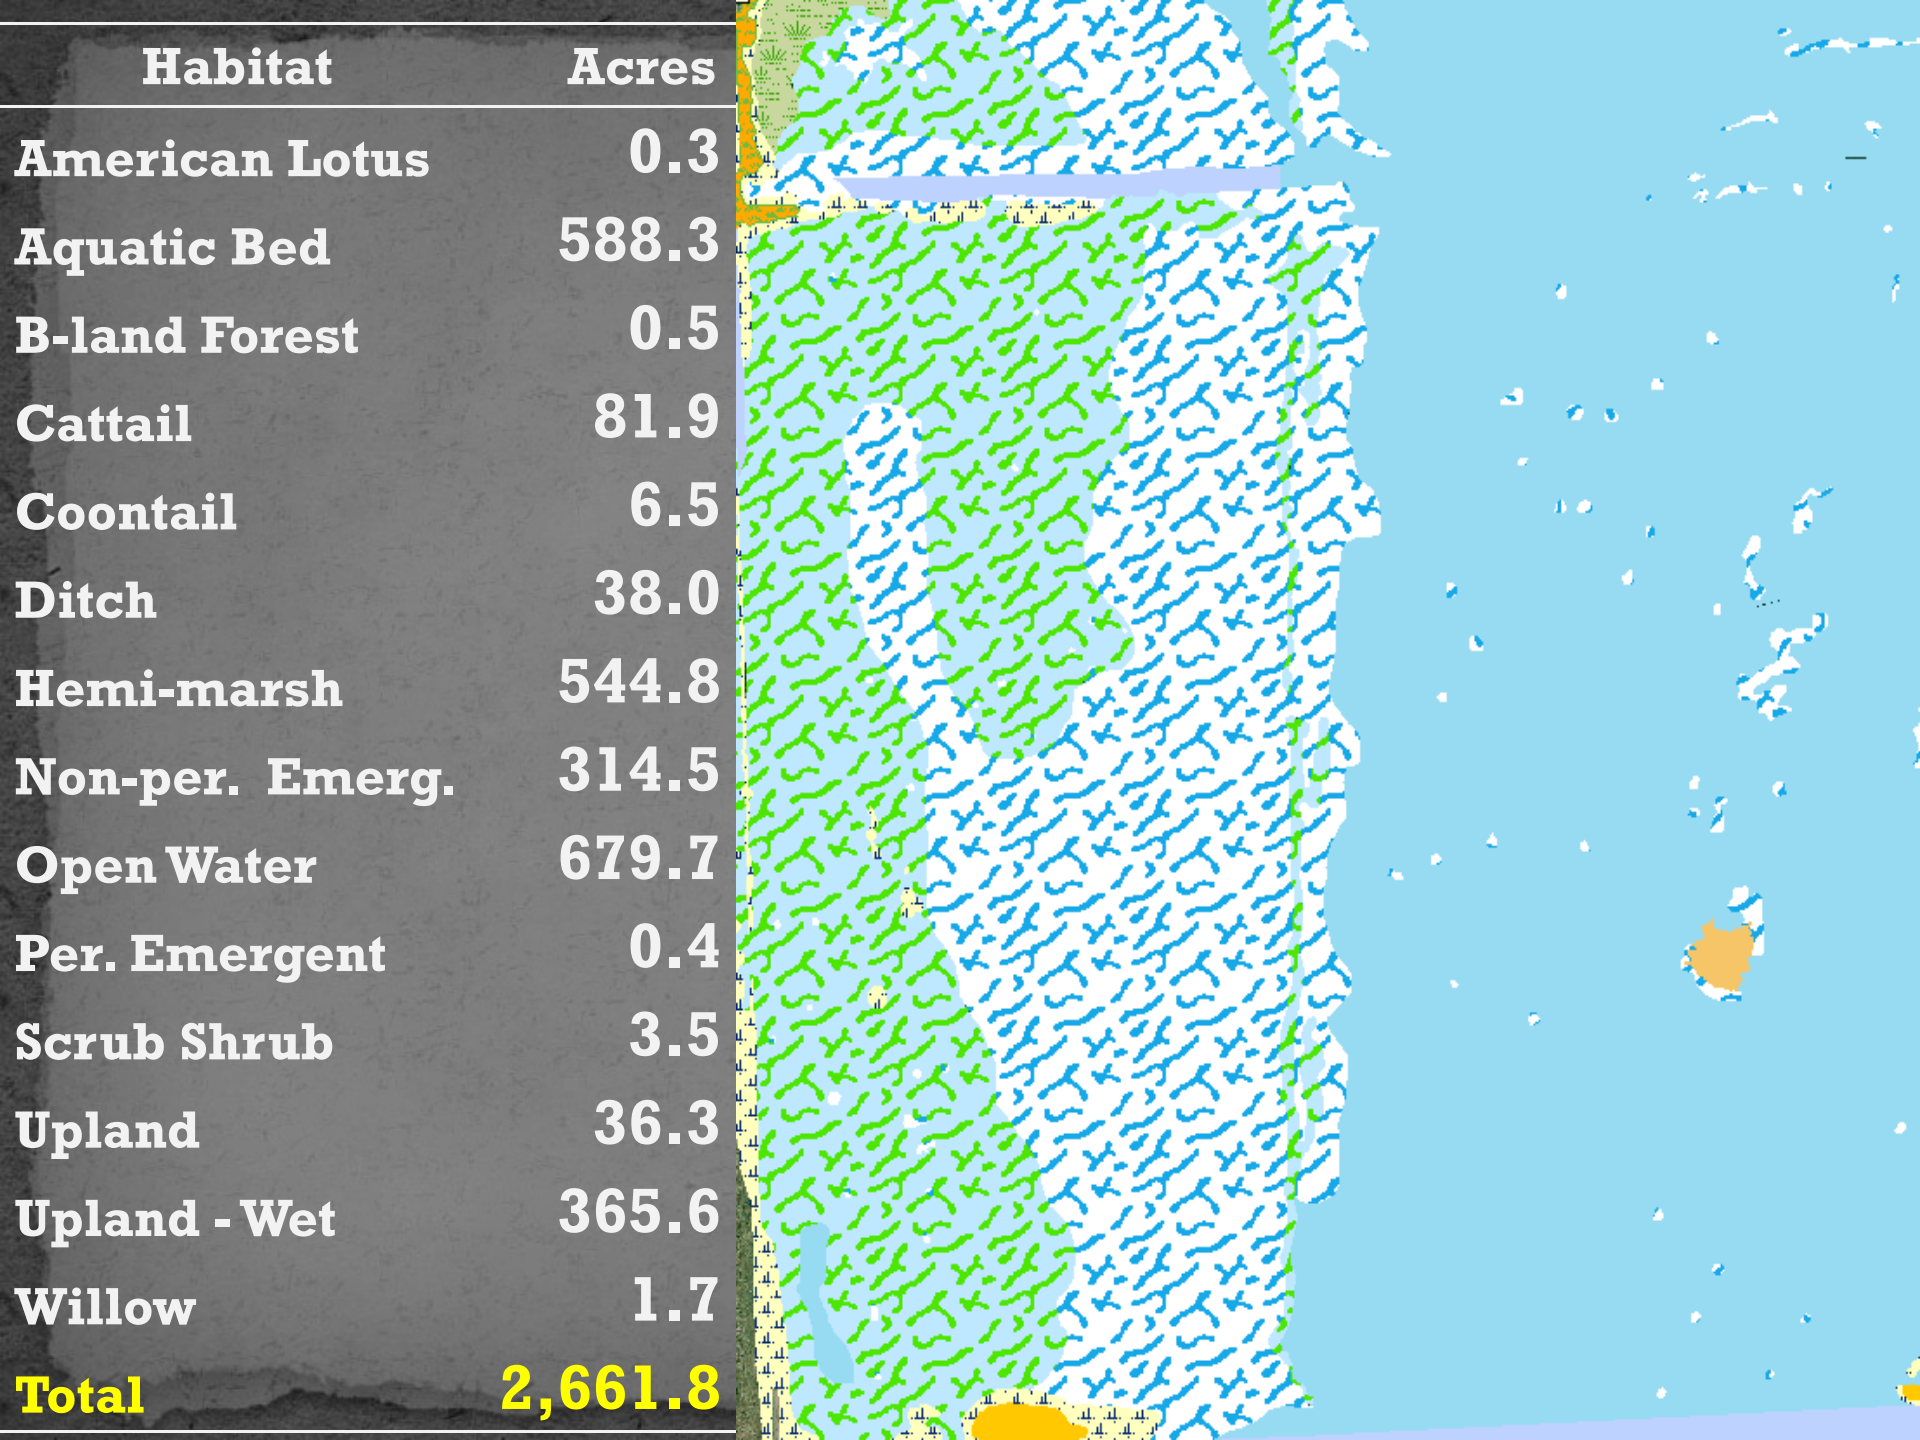 Habitat Acres
American Lotus 0.3
Aquatic Bed 588.3
B-land Forest 0.5
Cattail 81.9
Coontail 6.5
Ditch 38.0
Hemi-marsh 544.8
Non-per. Emerg. 314.5
Open Water 679.7
Per. Emergent 0.4
Scrub Shrub 3.5
Upland 36.3
Upland - Wet 365.6
Willow 1.7
Total 2,661.8